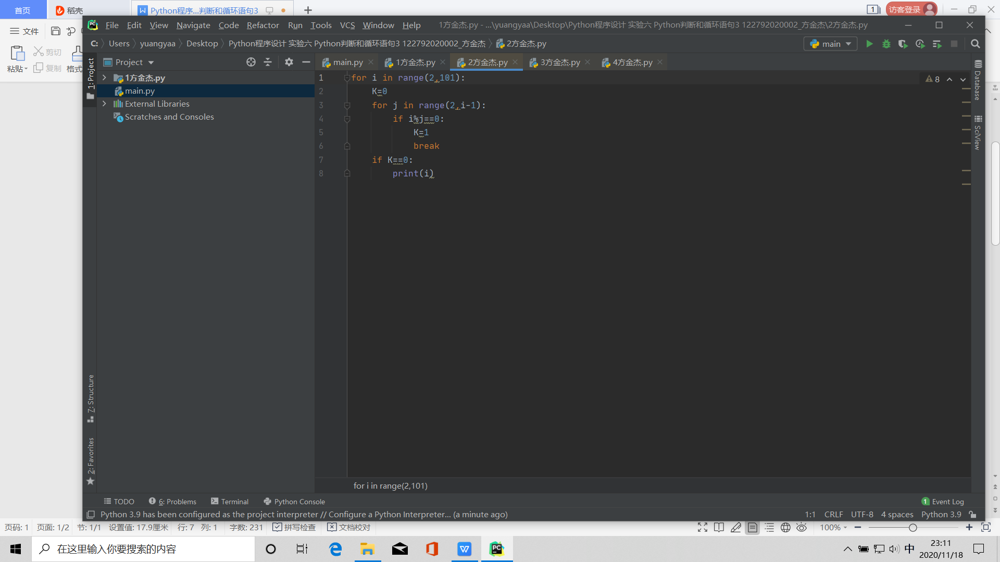 首页
稻壳
Python程序...判断和循环语句3
1
访客登录
文件
剪切
粘贴
复制
格式
File Edit View Navigate Code Refactor Run Tools VCS Window Help
1方金杰.py - ...\yuangyaa\Desktop\Python程序设计 实验六 Python判断和循环语句3 122792020002_方金杰\2方金杰.py
C: Users yuangyaa Desktop Python程序设计 实验六 Python判断和循环语句3 122792020002_方金杰 2方金杰.py
main
Project
main.py 1方金杰.py 2方金杰.py 3方金杰.py 4方金杰.py
1: Project
1方金杰.py
main.py
External Libraries
Scratches and Consoles
1 for i in range(2,101):
2 K=0
3 for j in range(2,i-1):
4 if i%j==0:
5 K=1
6 break
7 if K==0:
8 print(i)
8
Database
SciView
7: Structure
2: Favorites
for i in range(2,101)
TODO 6: Problems Terminal Python Console
1 Event Log
Python 3.9 has been configured as the project interpreter // Configure a Python Interpreter... (a minute ago)
1:1 CRLF UTF-8 4 spaces Python 3.9
页码: 1 页面: 1/2 节: 1/1 设置值: 17.9厘米 行: 7 列: 1 字数: 231 拼写检查 文档校对
100%
在这里输入你要搜索的内容
中
23:11
2020/11/18